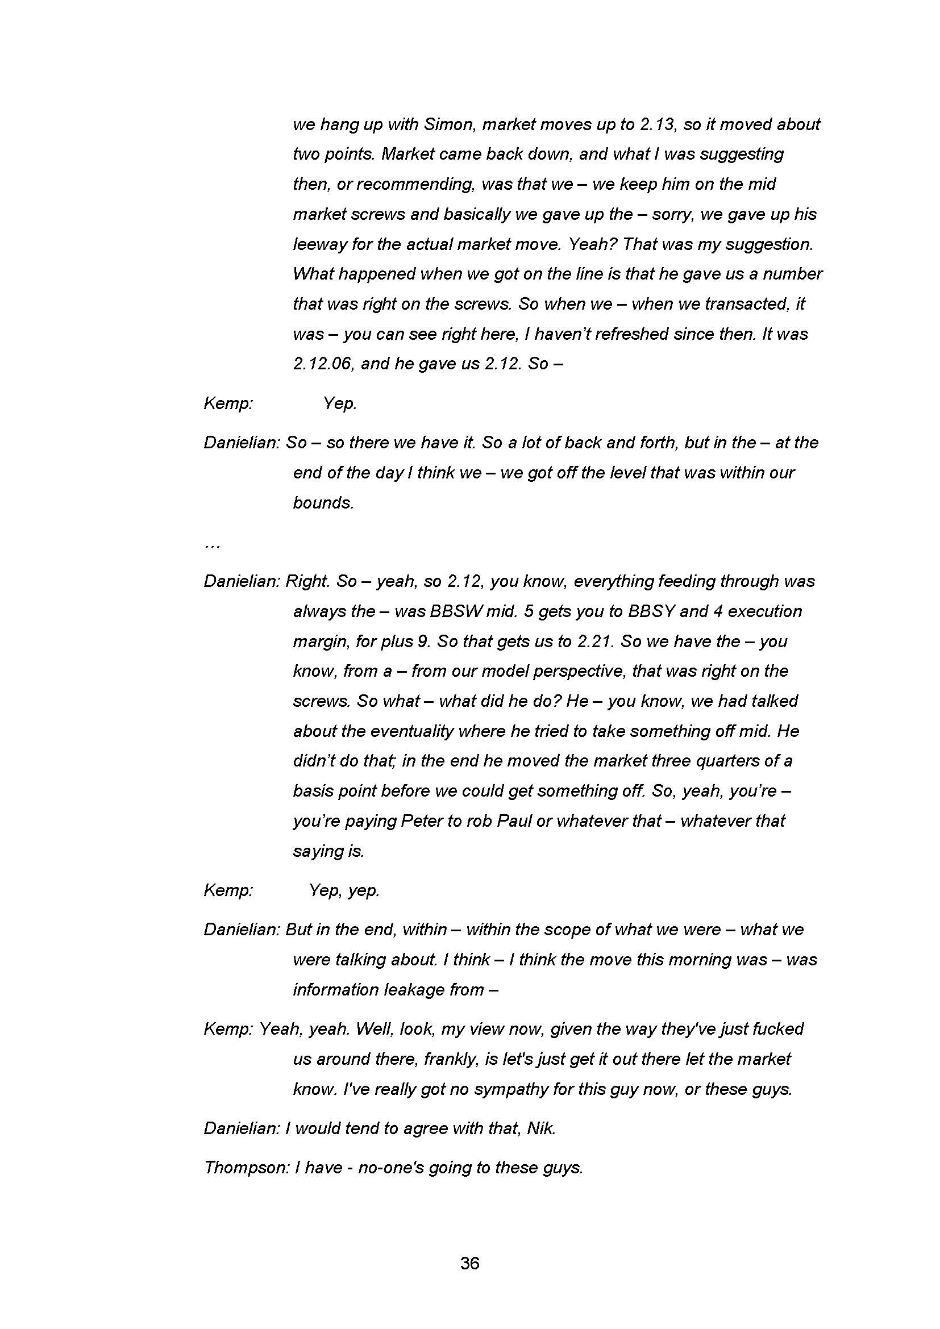 we hang up with Simon, market moves up to 2.13, so it moved about
two points. Market came back down, and what I was suggesting
then, or recommending, was that we – we keep him on the mid
market screws and basically we gave up the – sorry, we gave up his
leeway for the actual market move. Yeah? That was my suggestion.
What happened when we got on the line is that he gave us a number
that was right on the screws. So when we – when we transacted, it
was – you can see right here, I haven't refreshed since then. It was
2.12.06, and he gave us 2.12. So –
Kemp: Yep.
Danielian: So – so there we have it. So a lot of back and forth, but in the – at the
end of the day I think we – we got off the level that was within our
bounds.
…
Danielian: Right. So – yeah, so 2.12, you know, everything feeding through was
always the – was BBSW mid. 5 gets you to BBSY and 4 execution
margin, for plus 9. So that gets us to 2.21. So we have the – you
know, from a – from our model perspective, that was right on the
screws. So what – what did he do? He – you know, we had talked
about the eventuality where he tried to take something off mid. He
didn't do that; in the end he moved the market three quarters of a
basis point before we could get something off. So, yeah, you're –
you're paying Peter to rob Paul or whatever that – whatever that
saying is.
Kemp: Yep, yep.
Danielian: But in the end, within – within the scope of what we were – what we
were talking about. I think – I think the move this morning was – was
information leakage from –
Kemp: Yeah, yeah. Well, look, my view now, given the way they've just fucked
us around there, frankly, is let's just get it out there let the market
know. I've really got no sympathy for this guy now, or these guys.
Danielian: I would tend to agree with that, Nik.
Thompson: I have - no-one's going to these guys.
36